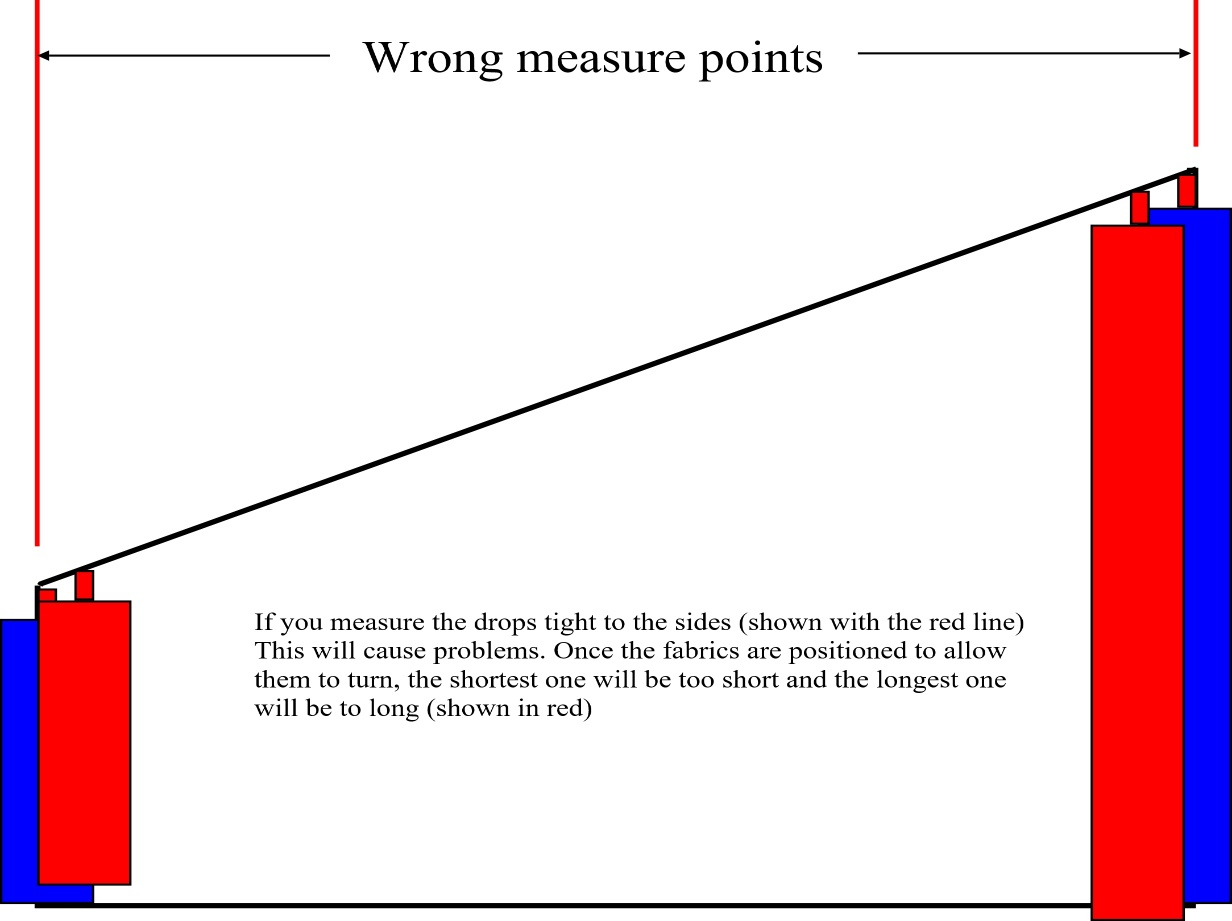 Wrong measure points
If you measure the drops tight to the sides (shown with the red line)
This will cause problems. Once the fabrics are positioned to allow
them to turn, the shortest one will be too short and the longest one
will be to long (shown in red)